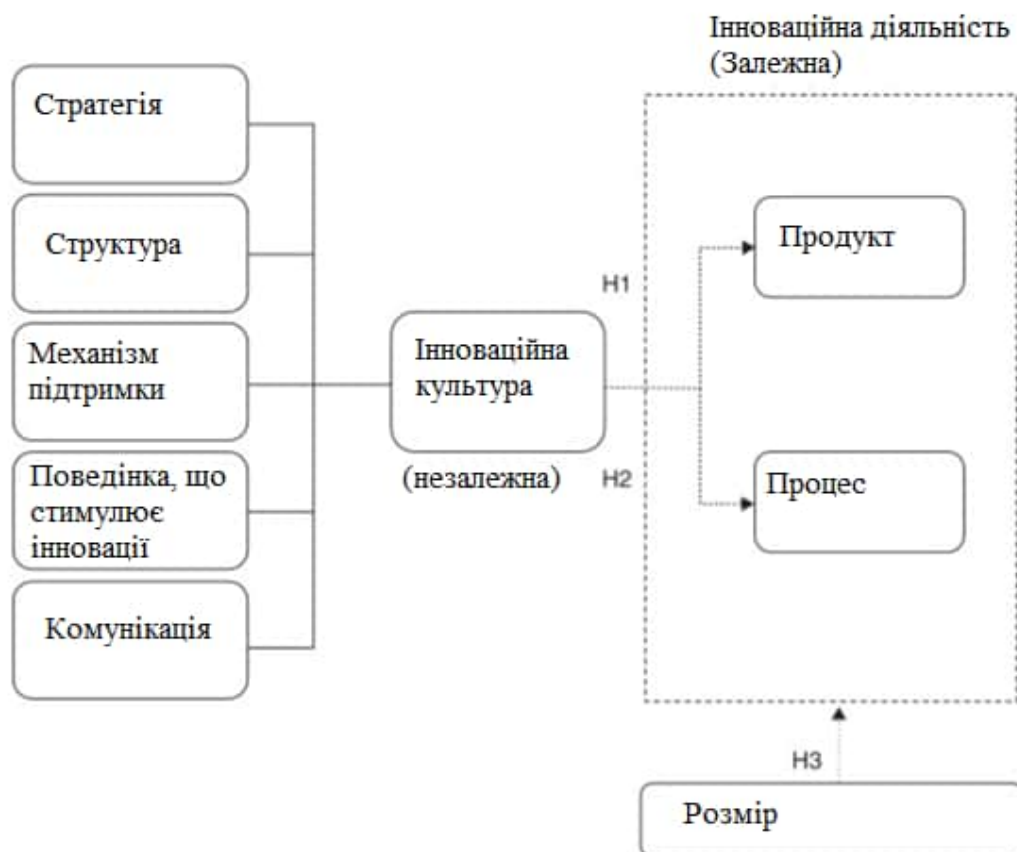 Інноваційна діяльність
(Залежна)
Стратегія
Структура
Механізм
підтримки
Поведінка, що
стимулює
інновації
Комунікація
Інноваційна
культура
(незалежна)
H1
H2
Продукт
Процес
H3
Розмір